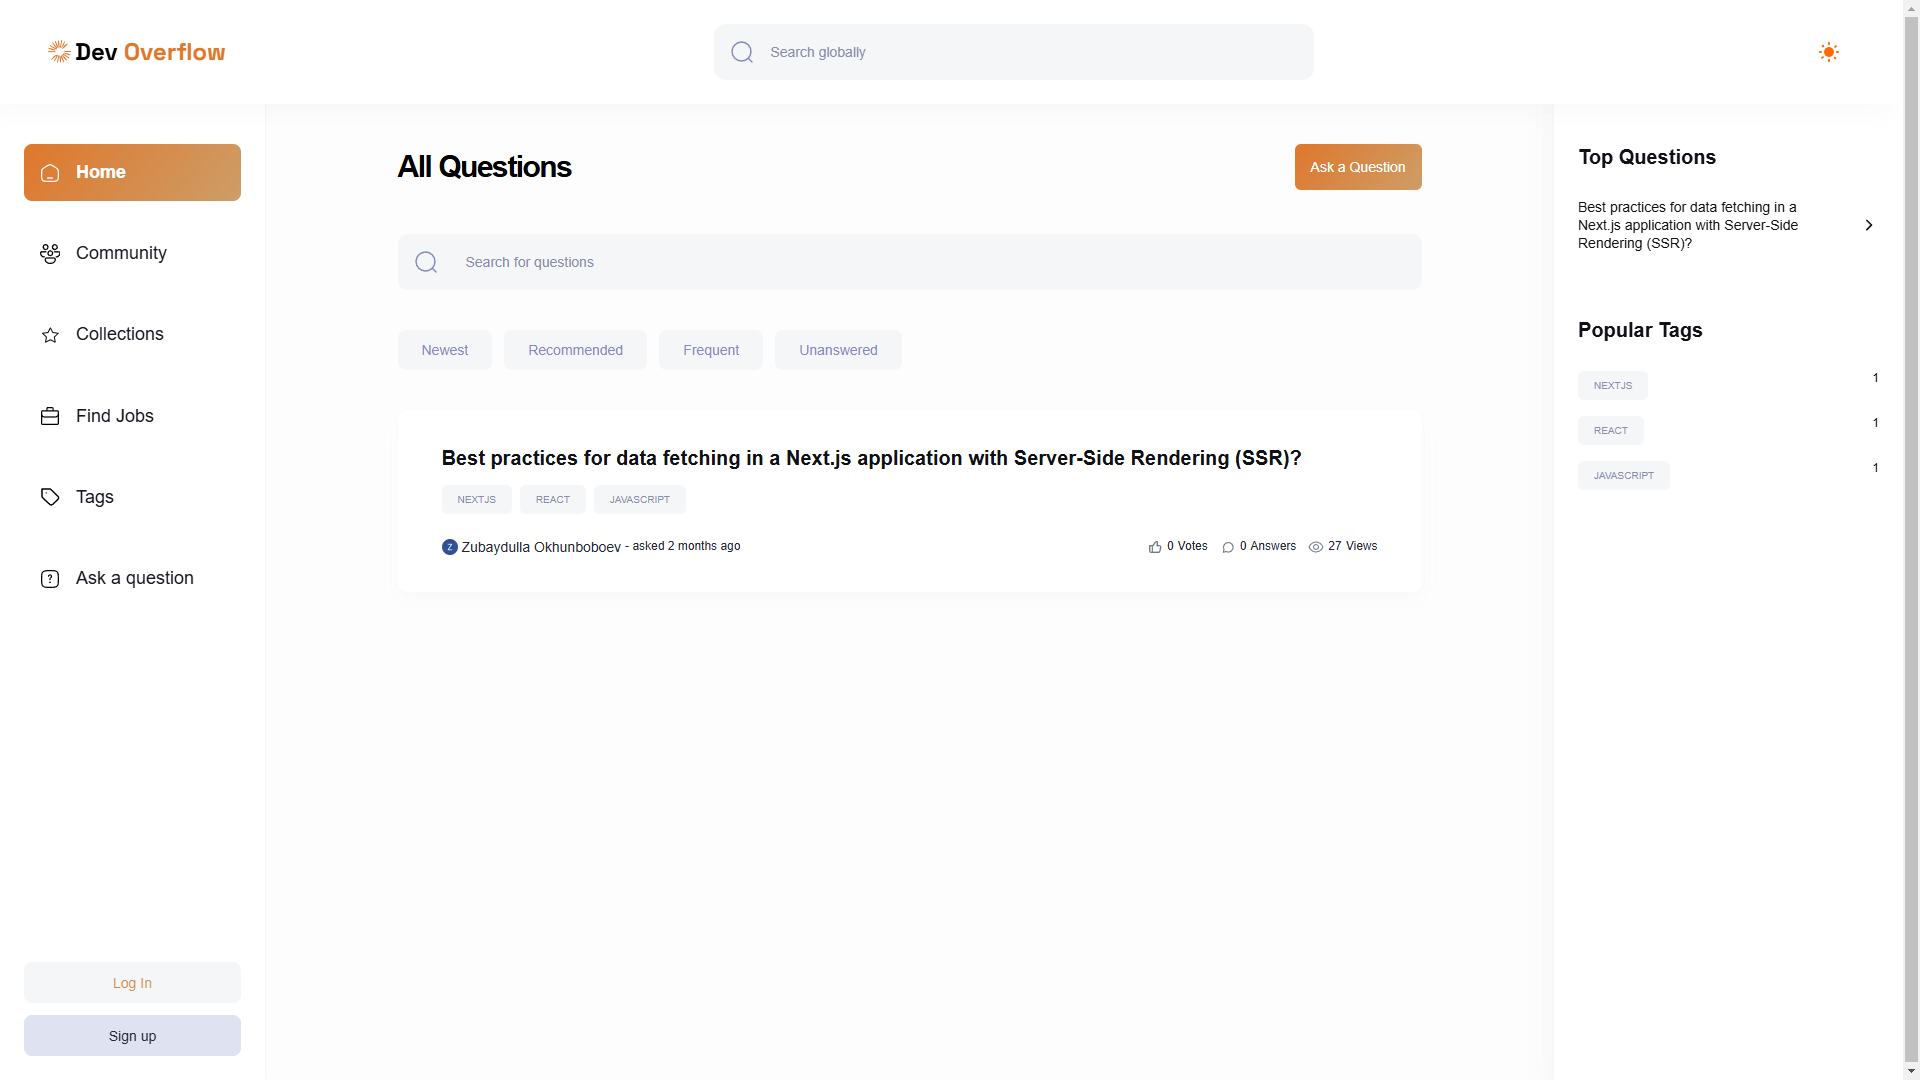 Dev Overflow
Search globally
Home
Community
Collections
Find Jobs
Tags
Ask a question
Log In
Sign up
All Questions
Ask a Question
Search for questions
Newest
Recommended
Frequent
Unanswered
Best practices for data fetching in a Next.js application with Server-Side Rendering (SSR)?
NEXTJS
REACT
JAVASCRIPT
Z
Zubaydulla Okhunboboev - asked 2 months ago
0 Votes
0 Answers
27 Views
Top Questions
Best practices for data fetching in a
Next.js application with Server-Side
Rendering (SSR)?
Popular Tags
NEXTJS 1
REACT 1
JAVASCRIPT 1